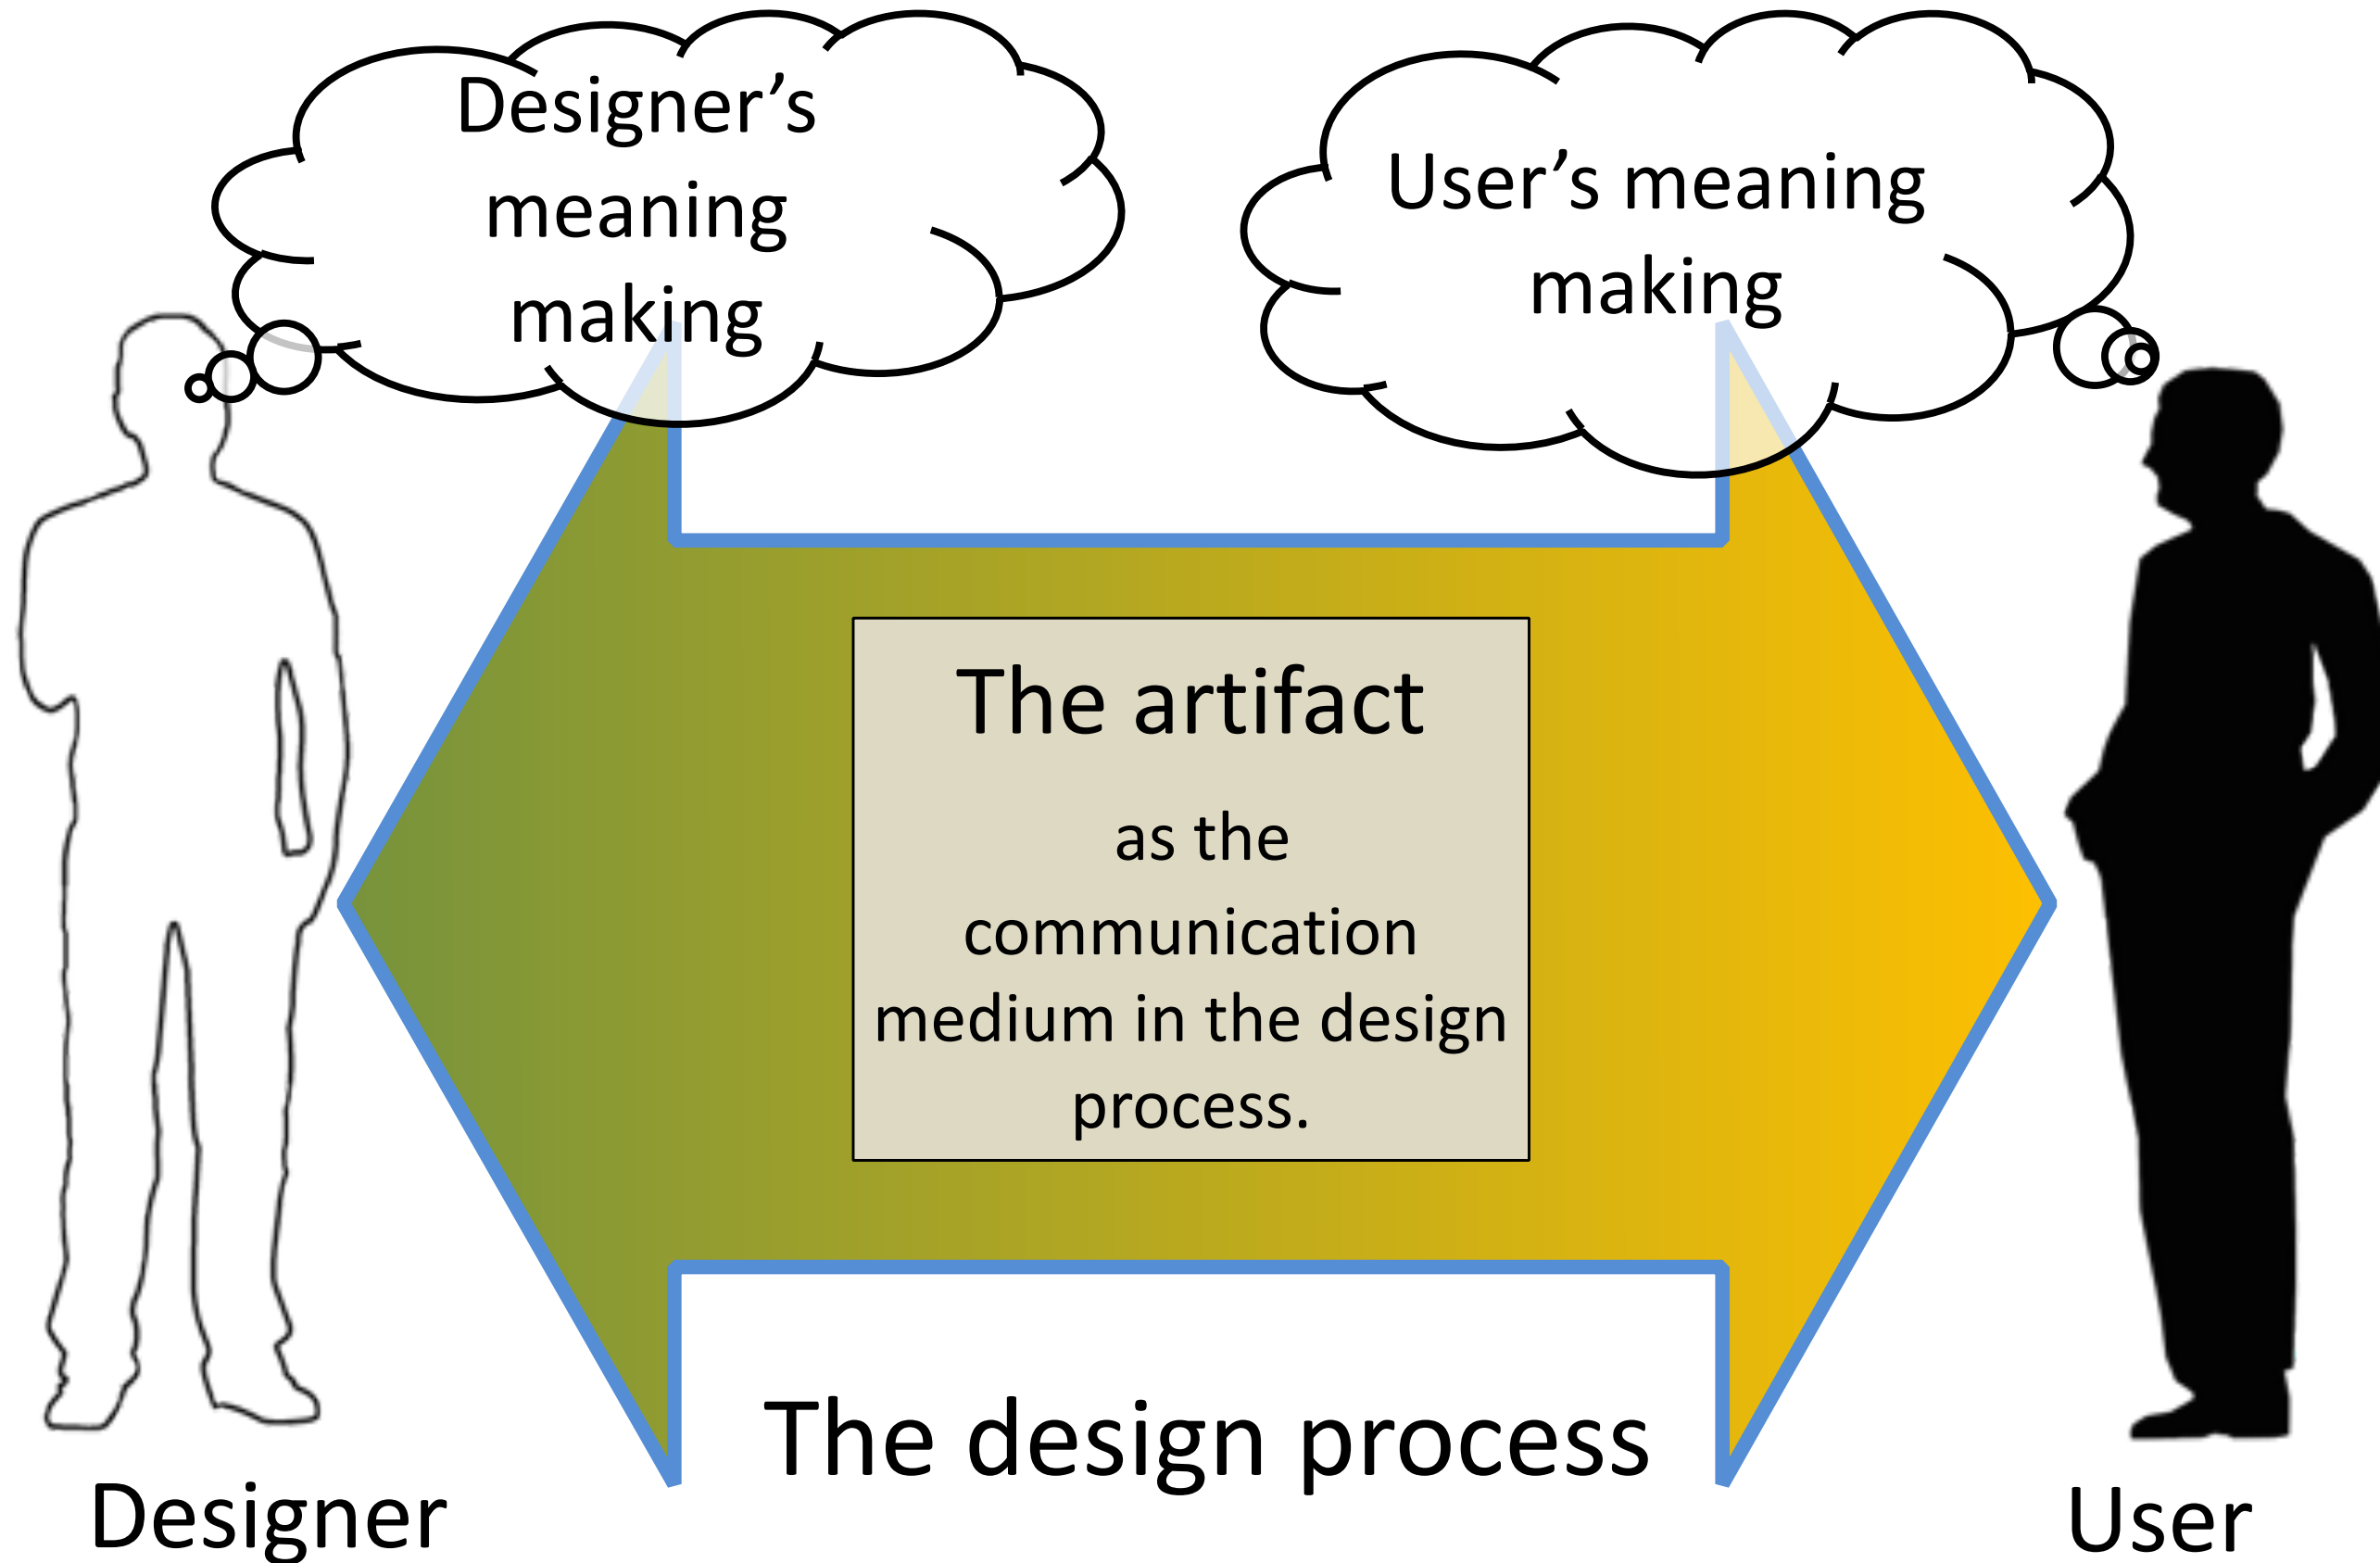 Designer’s
meaning
making
User’s meaning
making
The artifact
as the
communication
medium in the design
process.
The design process
Designer
User